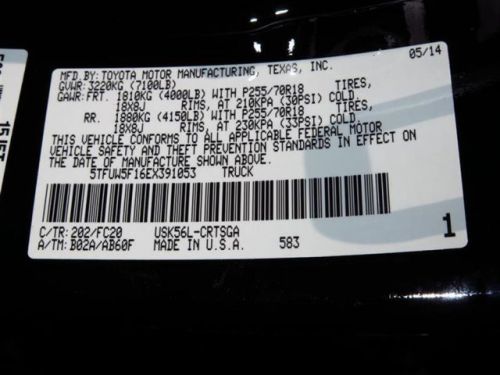 05/14
MFD.BY:TOYOTA MOTOR MANUFACTURING, TEXAS, INC.
GVWR:3220KG (7100LB)
GAWR:FRT. 1810KG (4000LB) WITH P255/70R18 TIRES,
18X8J RIMS, AT 210KPA (30PSI) COLD.
RR. 1880KG (4150LB) WITH P255/70R18 TIRES,
18X8J RIMS, AT 230KPA (33PSI) COLD.
THIS VEHICLE CONFORMS TO ALL APPLICABLE FEDERAL MOTOR
VEHICLE SAFETY AND THEFT PREVENTION STANDARDS IN EFFECT ON
THE DATE OF MANUFACTURE SHOWN ABOVE.
5TFUW5F16EX391053 TRUCK
C/TR: 202/FC20 USK56L-CRTSGA
A/TM: B02A/AB60F MADE IN U.S.A. 583
1